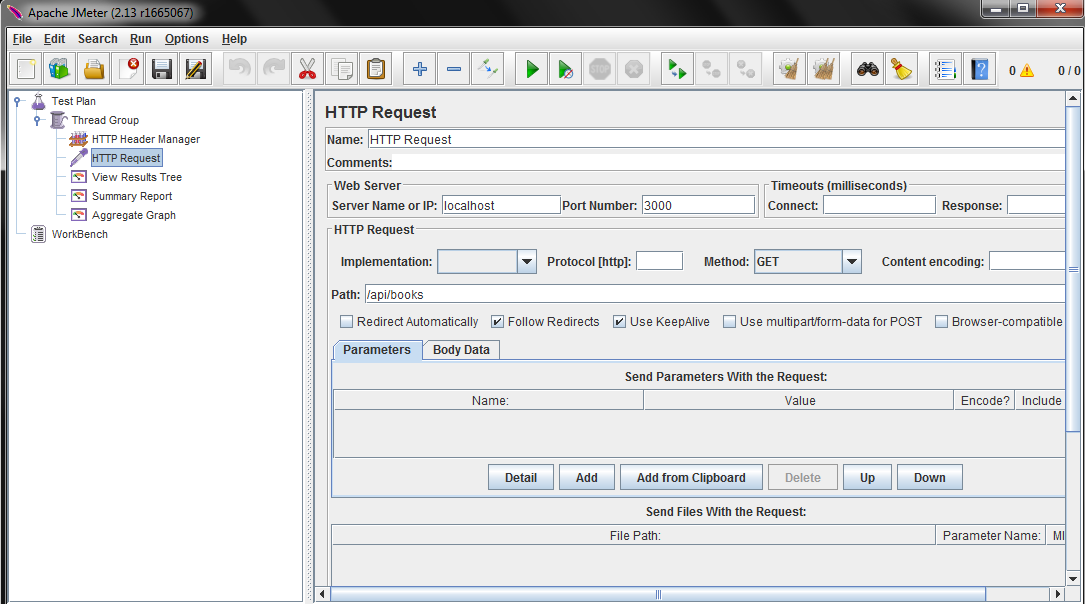 Apache JMeter (2.13 r1665067)
File Edit Search Run Options Help
0 0 / 0
Test Plan
Thread Group
HTTP Header Manager
HTTP Request
View Results Tree
Summary Report
Aggregate Graph
WorkBench
HTTP Request
Name: HTTP Request
Comments:
Web Server Timeouts (milliseconds)
Server Name or IP: localhost Port Number: 3000 Connect: Response:
HTTP Request
Implementation: Protocol [http]: Method: GET Content encoding:
Path: /api/books
Redirect Automatically Follow Redirects Use KeepAlive Use multipart/form-data for POST Browser-compatible
Parameters Body Data
Send Parameters With the Request:
Name: Value Encode? Include
Detail Add Add from Clipboard Delete Up Down
Send Files With the Request:
File Path: Parameter Name: MI